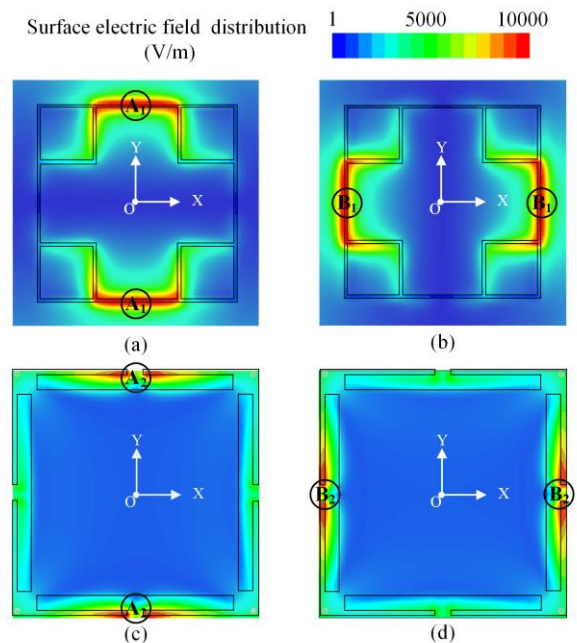 Surface electric field distribution
(V/m)
1 5000 10000
A₁
Y
O X
A₁
(a)
Y
B₁ B₁
O X
(b)
A₂
Y
O X
A₂
(c)
Y
B₂ B₂
O X
(d)